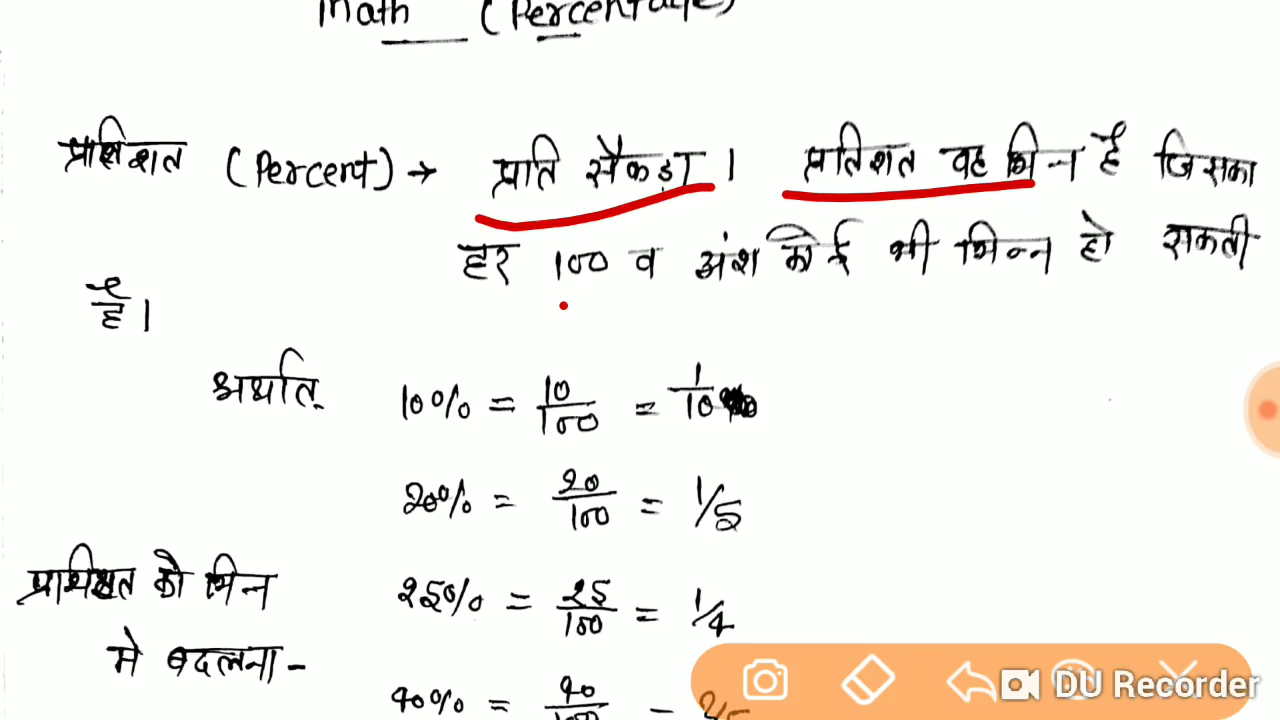 Math (Percentage)
प्रतिशत (Percent) → प्रति सैकड़ा । प्रतिशत वह भिन्न है जिसका
हर 100 व अंश कोई भी भिन्न हो सकती
है ।
अर्थात् 10% = 10/100 = 1/10
20% = 20/100 = 1/5
प्रतिशत को भिन्न 25% = 25/100 = 1/4
मे बदलना - 40% = 40/100 = 2/5
DU Recorder